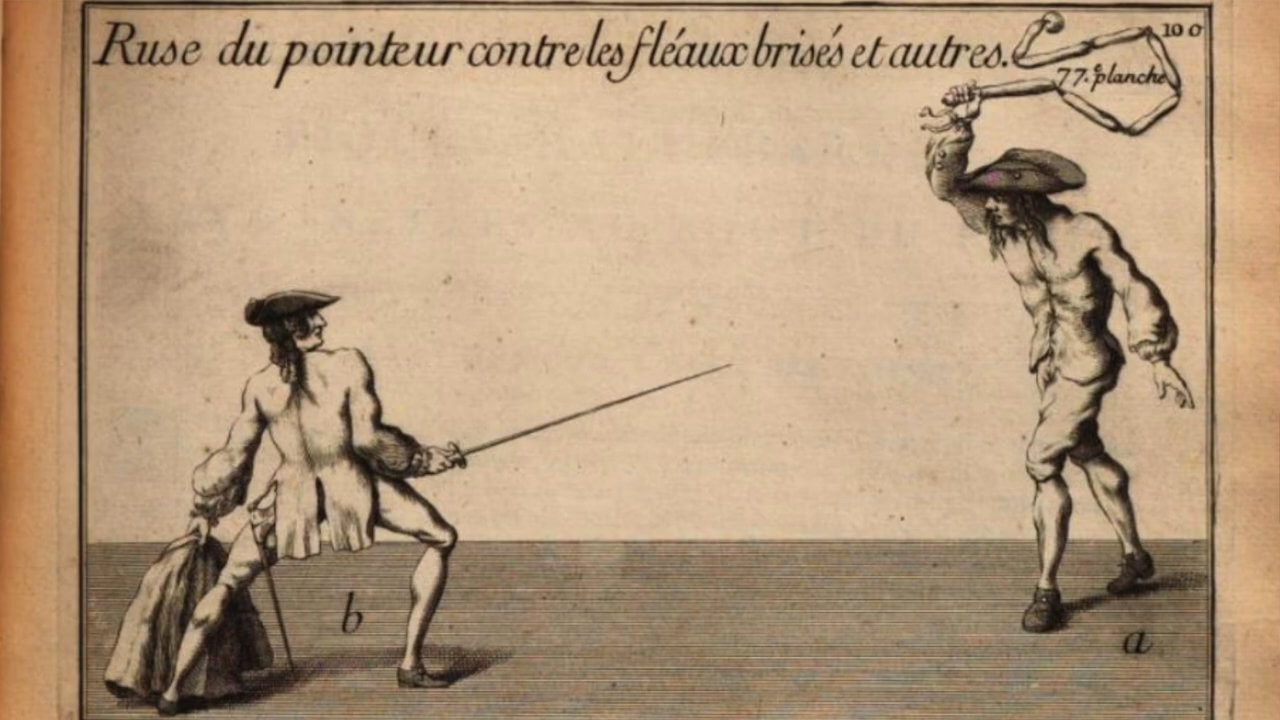 Ruse du pointeur contre les fléaux brisés et autres.
100
77.e planche
b
a